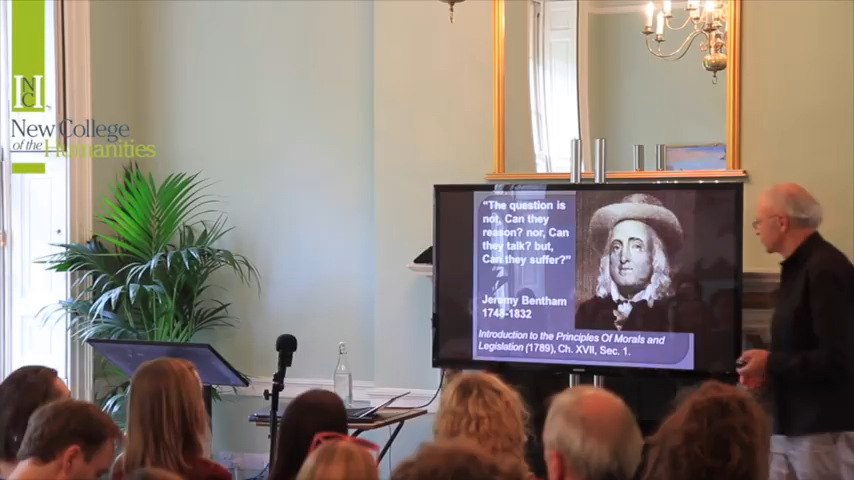 NC
H
New College
of the Humanities
"The question is
not, Can they
reason? nor, Can
they talk? but,
Can they suffer?"
Jeremy Bentham
1748-1832
Introduction to the Principles Of Morals and
Legislation (1789), Ch. XVII, Sec. 1.